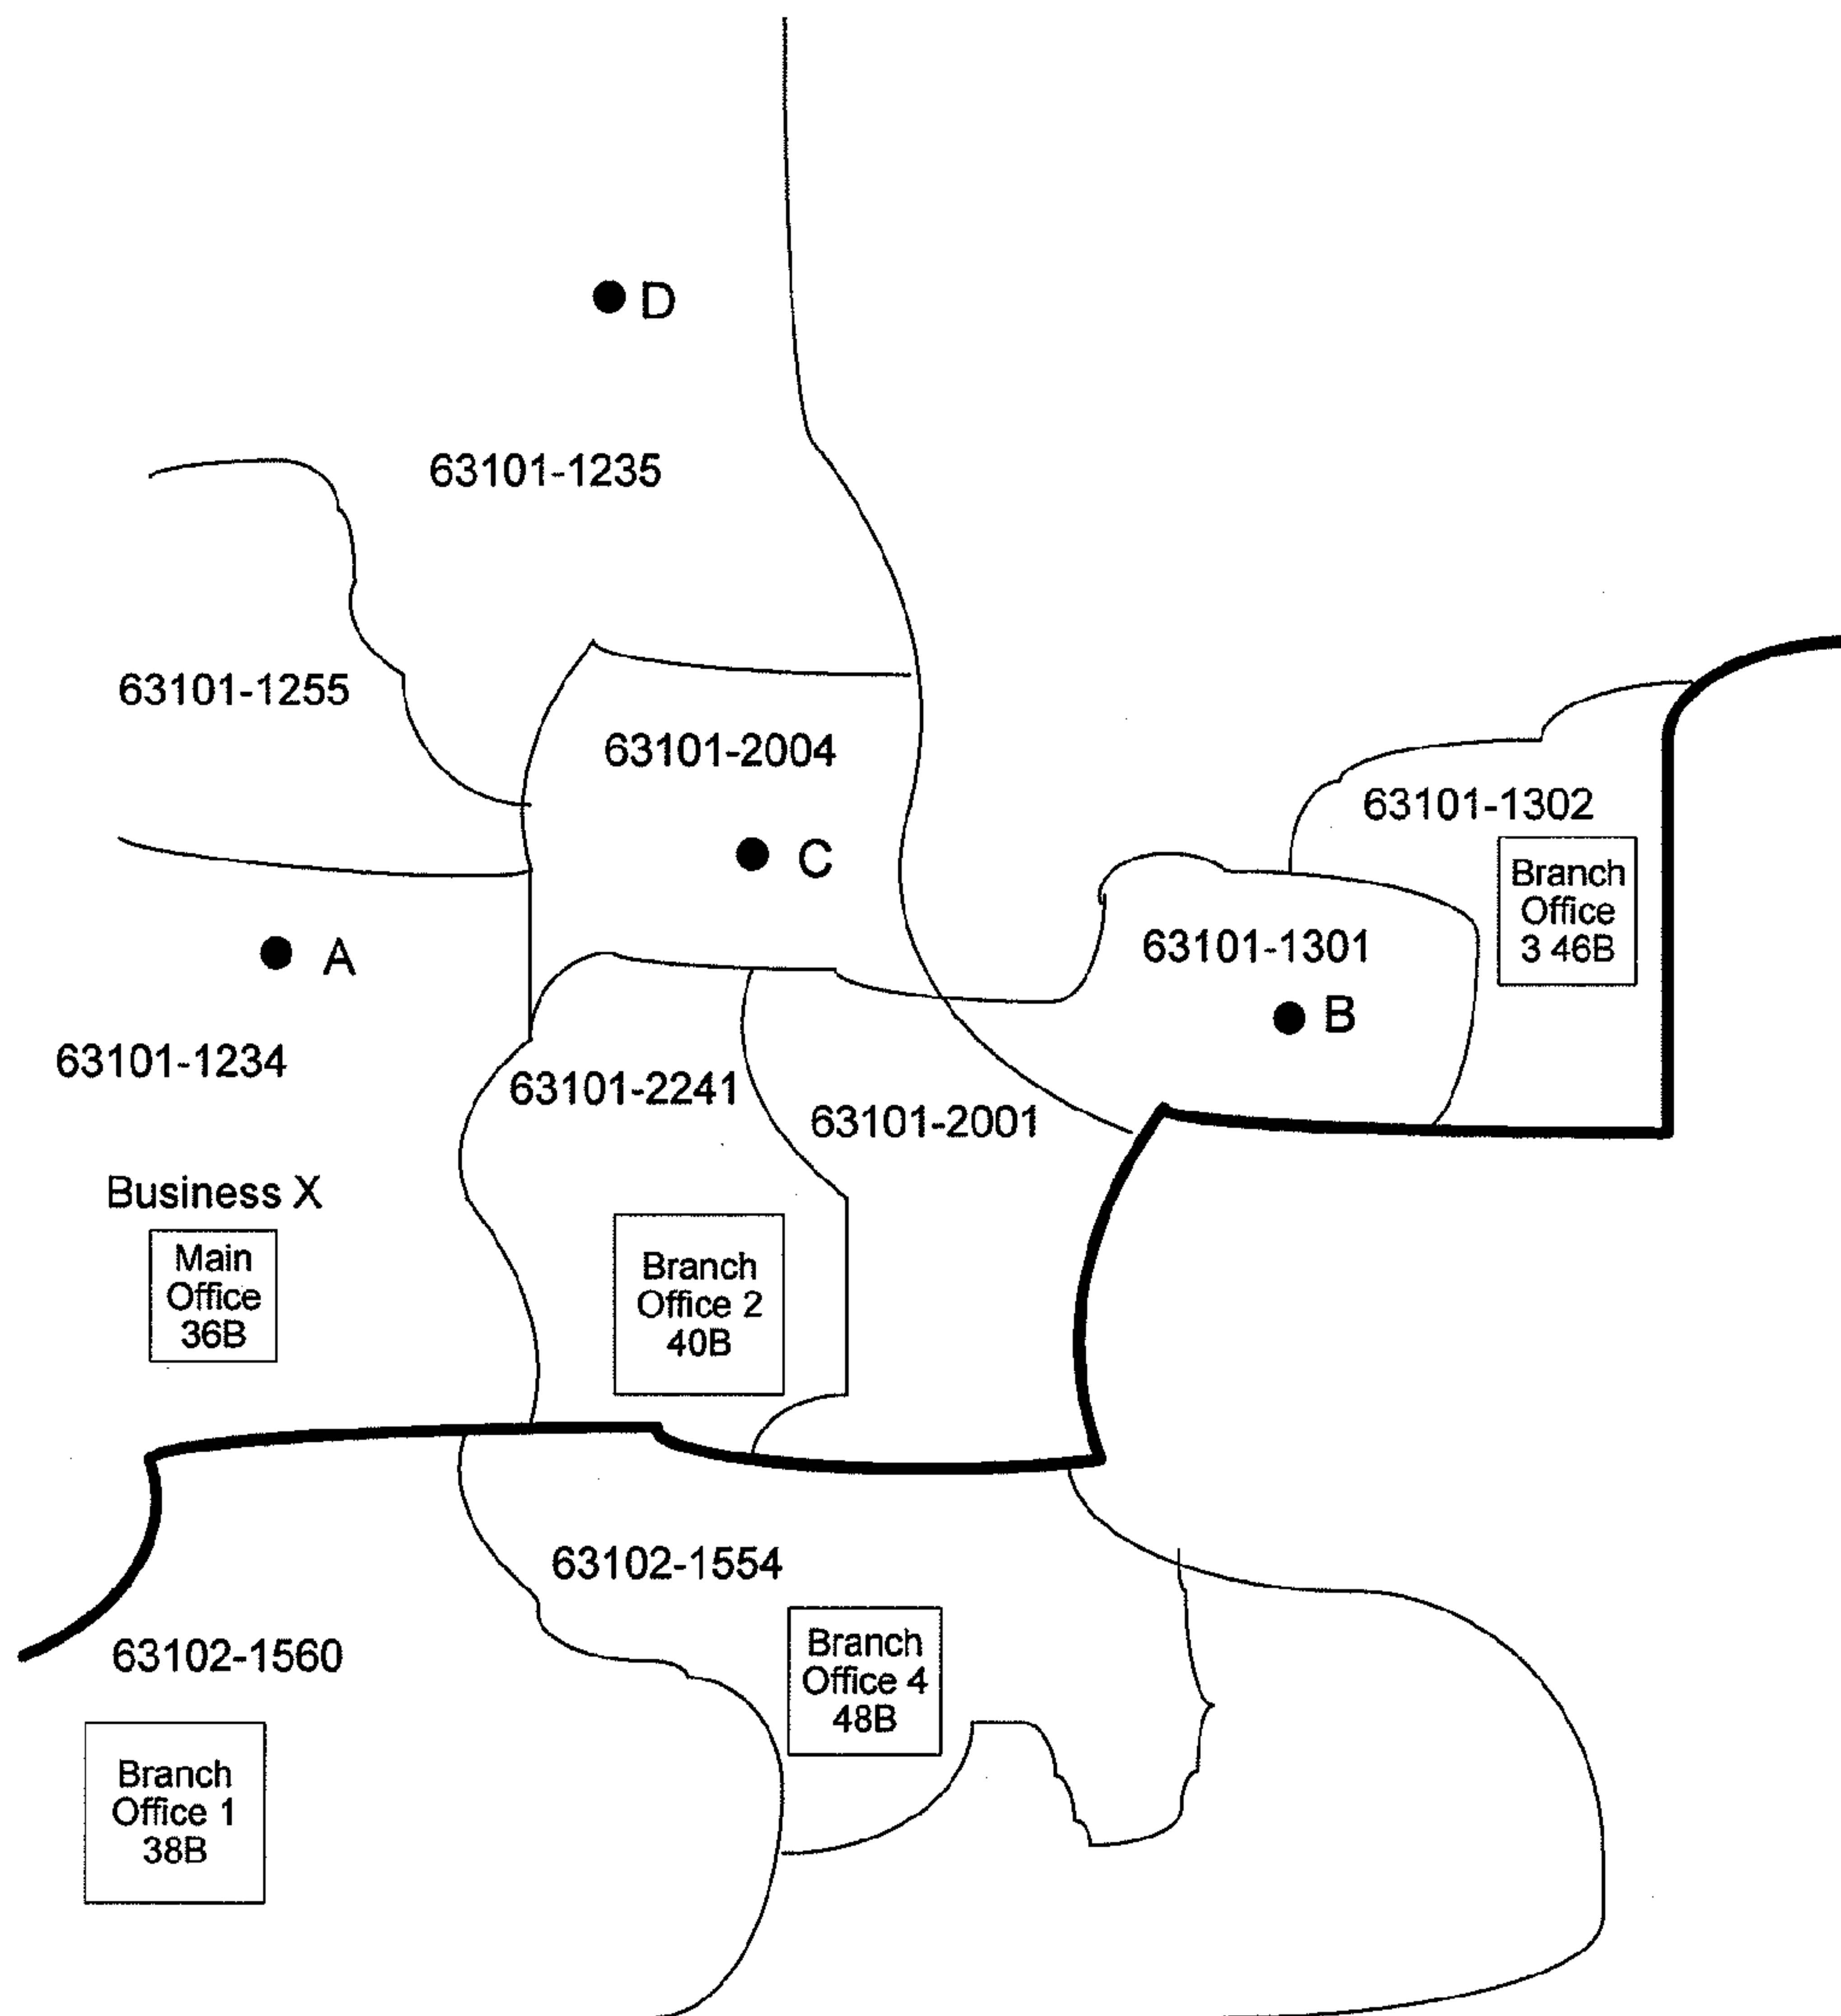 D
63101-1235
63101-1255
63101-2004
63101-1302
C
Branch
Office
3 46B
A
63101-1301
B
63101-1234
63101-2241
63101-2001
Business X
Main
Office
36B
Branch
Office 2
40B
63102-1554
63102-1560
Branch
Office 4
48B
Branch
Office 1
38B